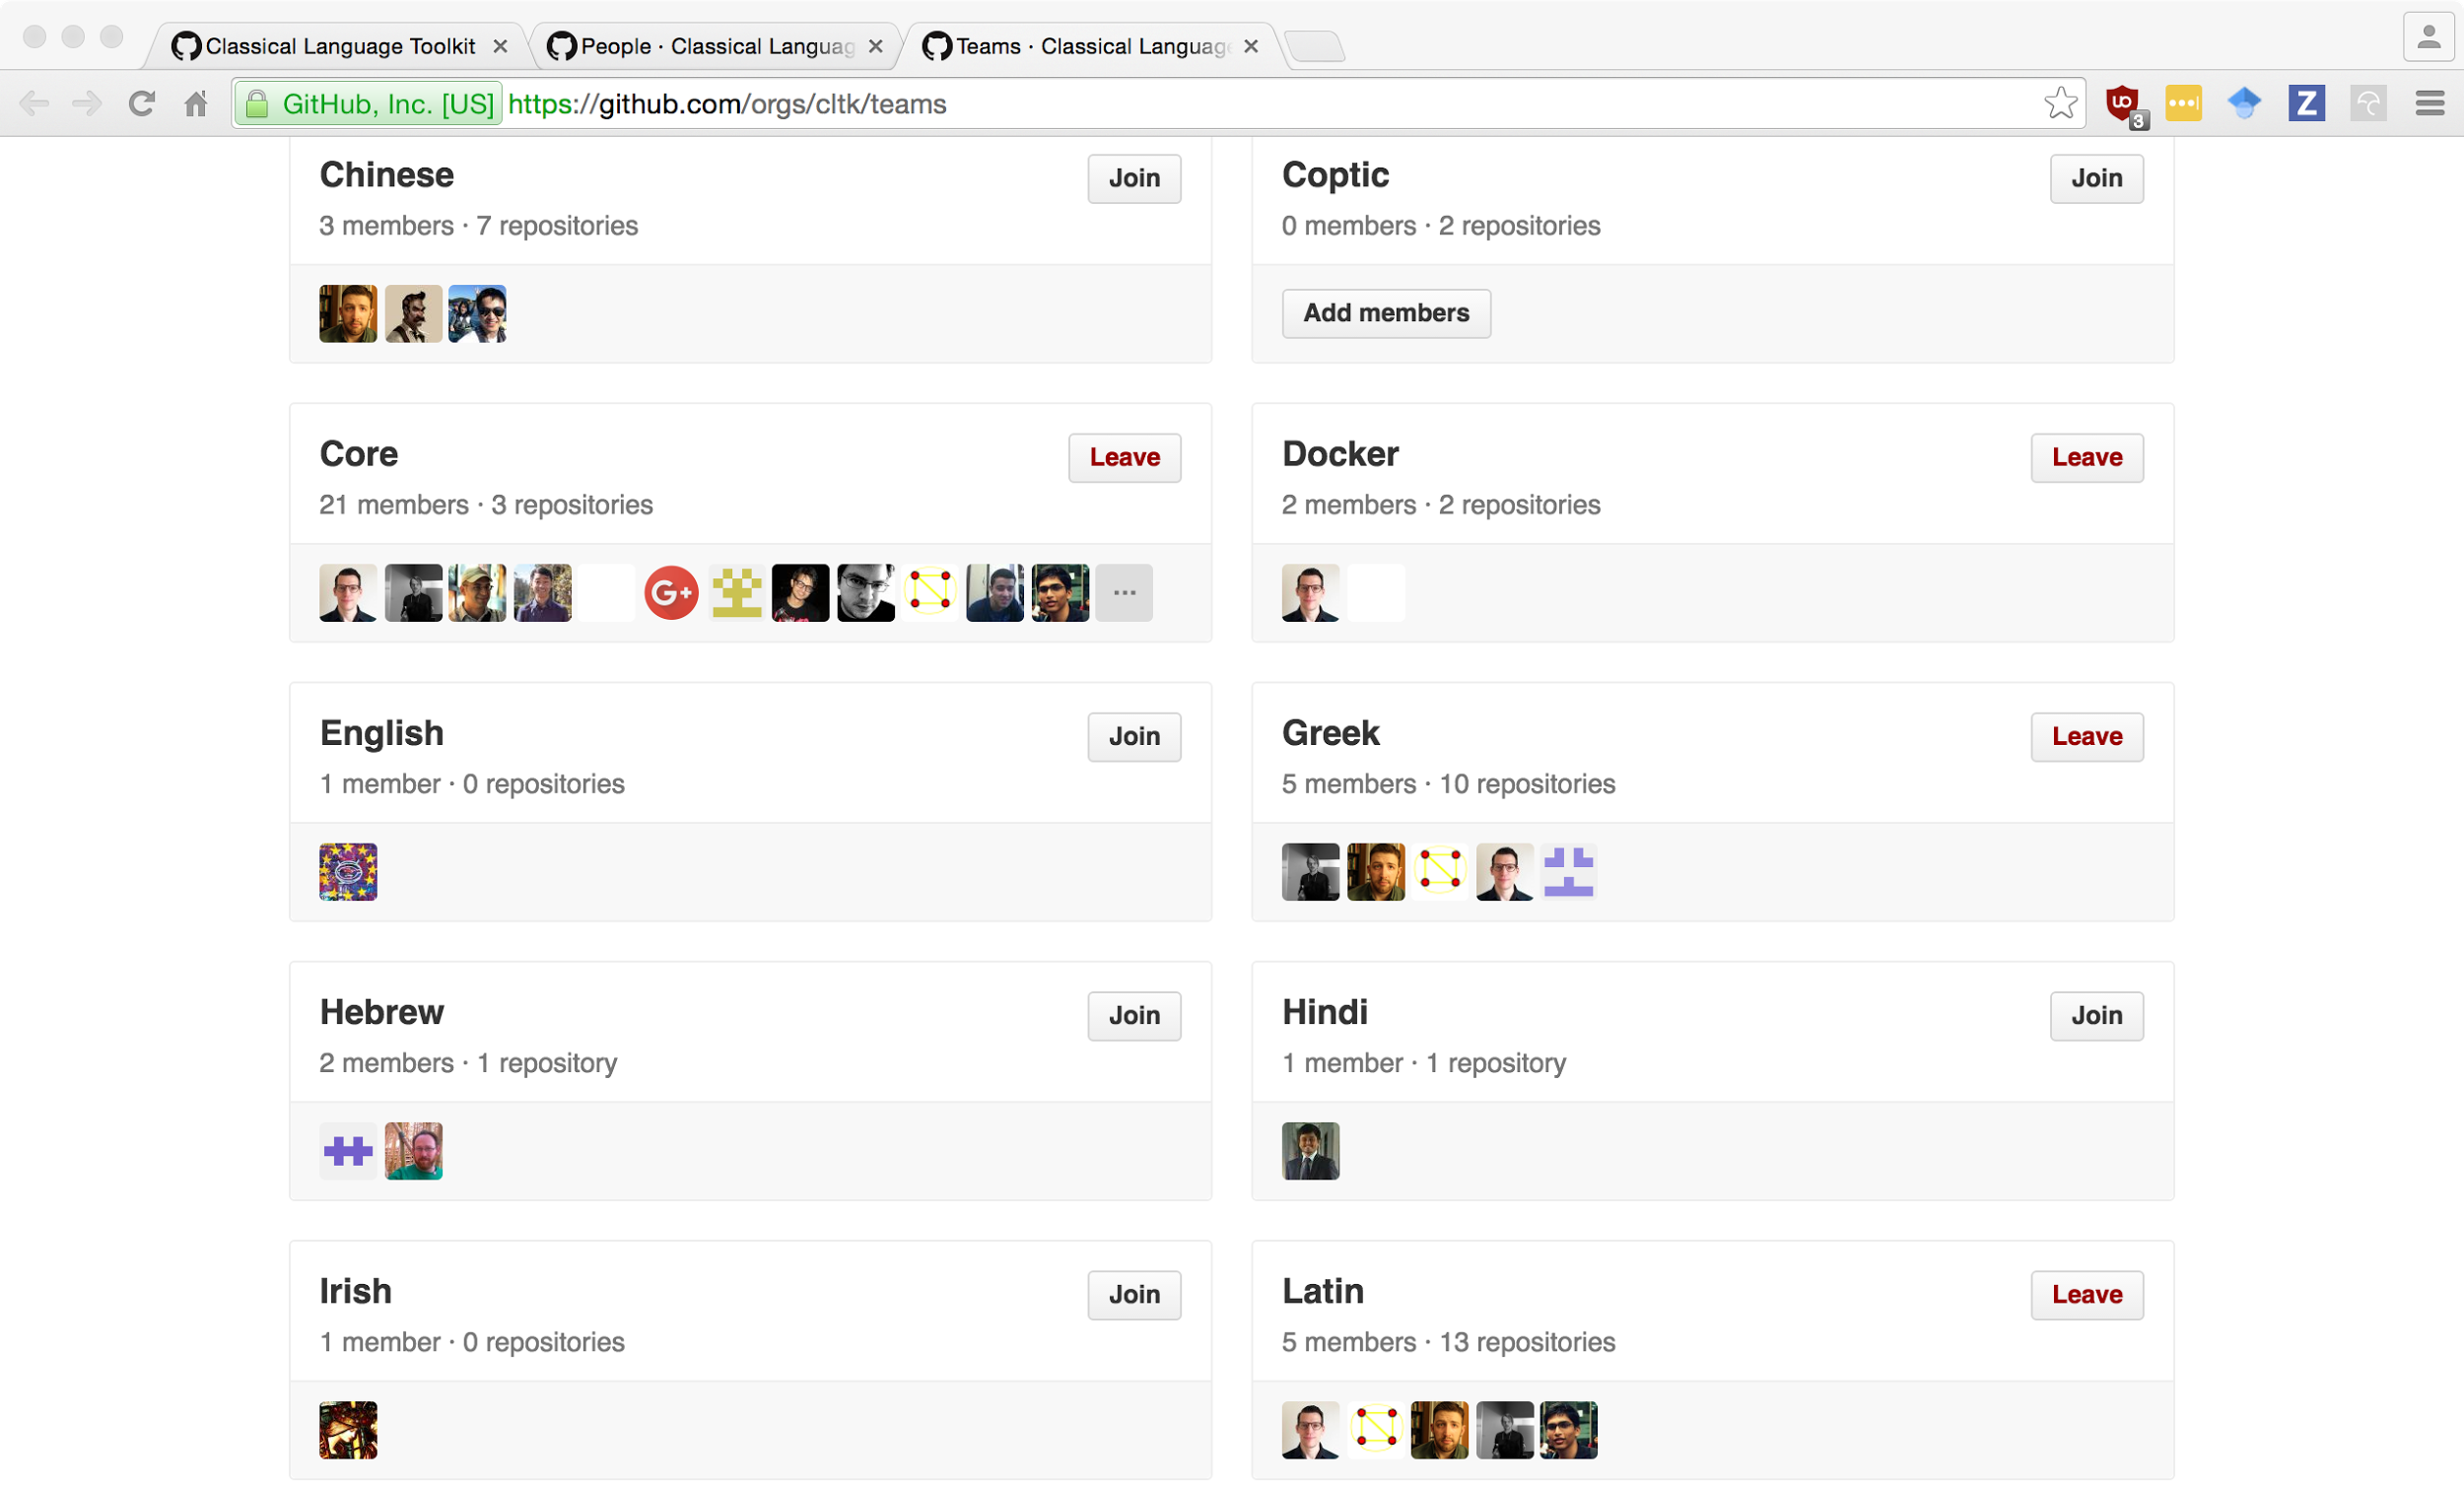 Classical Language Toolkit
People · Classical Languag
Teams · Classical Language
GitHub, Inc. [US] https://github.com/orgs/cltk/teams
3
Z
Chinese
Join
3 members · 7 repositories
Coptic
Join
0 members · 2 repositories
Add members
Core
Leave
21 members · 3 repositories
G+
...
Docker
Leave
2 members · 2 repositories
English
Join
1 member · 0 repositories
Greek
Leave
5 members · 10 repositories
Hebrew
Join
2 members · 1 repository
Hindi
Join
1 member · 1 repository
Irish
Join
1 member · 0 repositories
Latin
Leave
5 members · 13 repositories